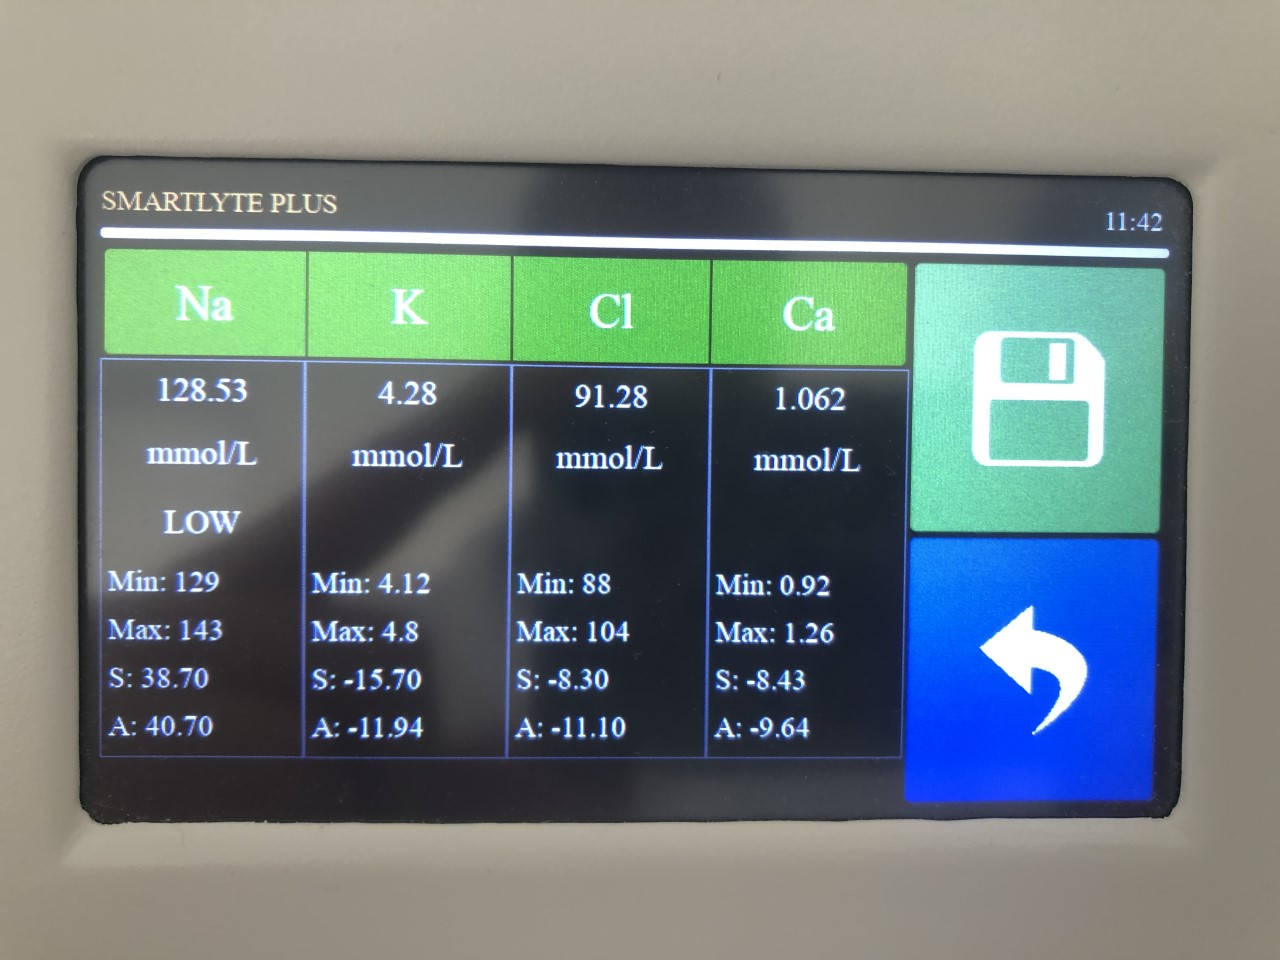 SMARTLYTE PLUS
11:42
Na K Cl Ca
128.53 4.28 91.28 1.062
mmol/L mmol/L mmol/L mmol/L
LOW
Min: 129 Min: 4.12 Min: 88 Min: 0.92
Max: 143 Max: 4.8 Max: 104 Max: 1.26
S: 38.70 S: -15.70 S: -8.30 S: -8.43
A: 40.70 A: -11.94 A: -11.10 A: -9.64